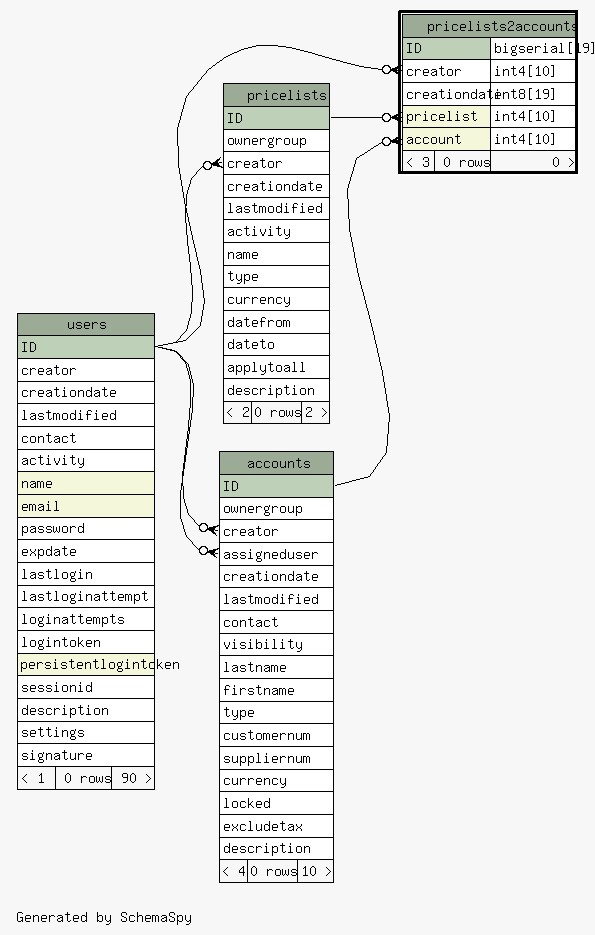 pricelists2accounts
ID bigserial[19]
creator int4[10]
creationdate int8[19]
pricelist int4[10]
account int4[10]
< 3 0 rows 0 >
pricelists
ID
ownergroup
creator
creationdate
lastmodified
activity
name
type
currency
datefrom
dateto
applytoall
description
< 2 0 rows 2 >
users
ID
creator
creationdate
lastmodified
contact
activity
name
email
password
expdate
lastlogin
lastloginattempt
loginattempts
logintoken
persistentlogintoken
sessionid
description
settings
signature
< 1 0 rows 90 >
accounts
ID
ownergroup
creator
assigneduser
creationdate
lastmodified
contact
visibility
lastname
firstname
type
customernum
suppliernum
currency
locked
excludetax
description
< 4 0 rows 10 >
Generated by SchemaSpy